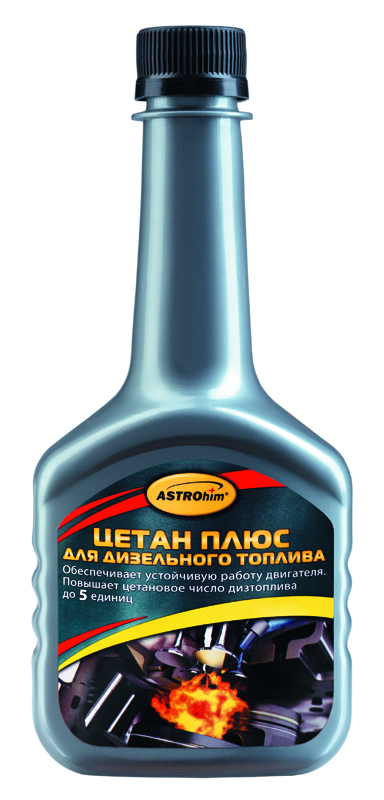 ASTROhim®
ЦЕТАН ПЛЮС
ДЛЯ ДИЗЕЛЬНОГО ТОПЛИВА
Обеспечивает устойчивую работу двигателя.
Повышает цетановое число дизтоплива
до 5 единиц